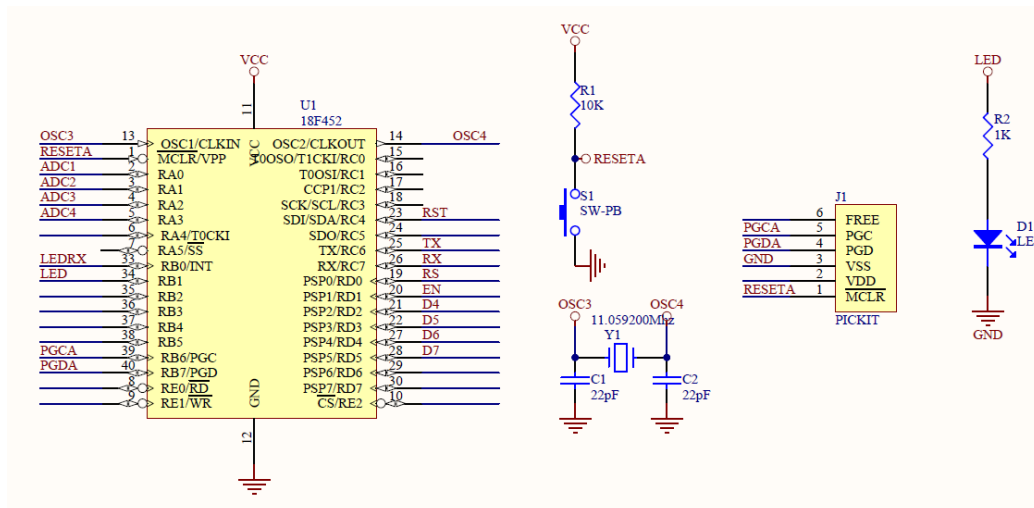 VCC
U1
18F452
11
VCC
OSC3 13 OSC1/CLKIN
RESETA 1 MCLR/VPP
ADC1 2 RA0
ADC2 3 RA1
ADC3 4 RA2
ADC4 5 RA3
6 RA4/T0CKI
7 RA5/SS
LEDRX 33 RB0/INT
LED 34 RB1
35 RB2
36 RB3
37 RB4
38 RB5
PGCA 39 RB6/PGC
PGDA 40 RB7/PGD
8 RE0/RD
9 RE1/WR
OSC2/CLKOUT 14 OSC4
T0OSO/T1CKI/RC0 15
T0OSI/RC1 16
CCP1/RC2 17
SCK/SCL/RC3 18
SDI/SDA/RC4 23 RST
SDO/RC5 24
TX/RC6 25 TX
RX/RC7 26 RX
PSP0/RD0 19 RS
PSP1/RD1 20 EN
PSP2/RD2 21 D4
PSP3/RD3 22 D5
PSP4/RD4 27 D6
PSP5/RD5 28 D7
PSP6/RD6 29
PSP7/RD7 30
CS/RE2 10
GND
12
VCC
R1
10K
RESETA
S1
SW-PB
OSC3 OSC4
11.059200Mhz
Y1
C1
22pF
C2
22pF
J1
6 FREE
PGCA 5 PGC
PGDA 4 PGD
GND 3 VSS
2 VDD
RESETA 1 MCLR
PICKIT
LED
R2
1K
D1
LE
GND